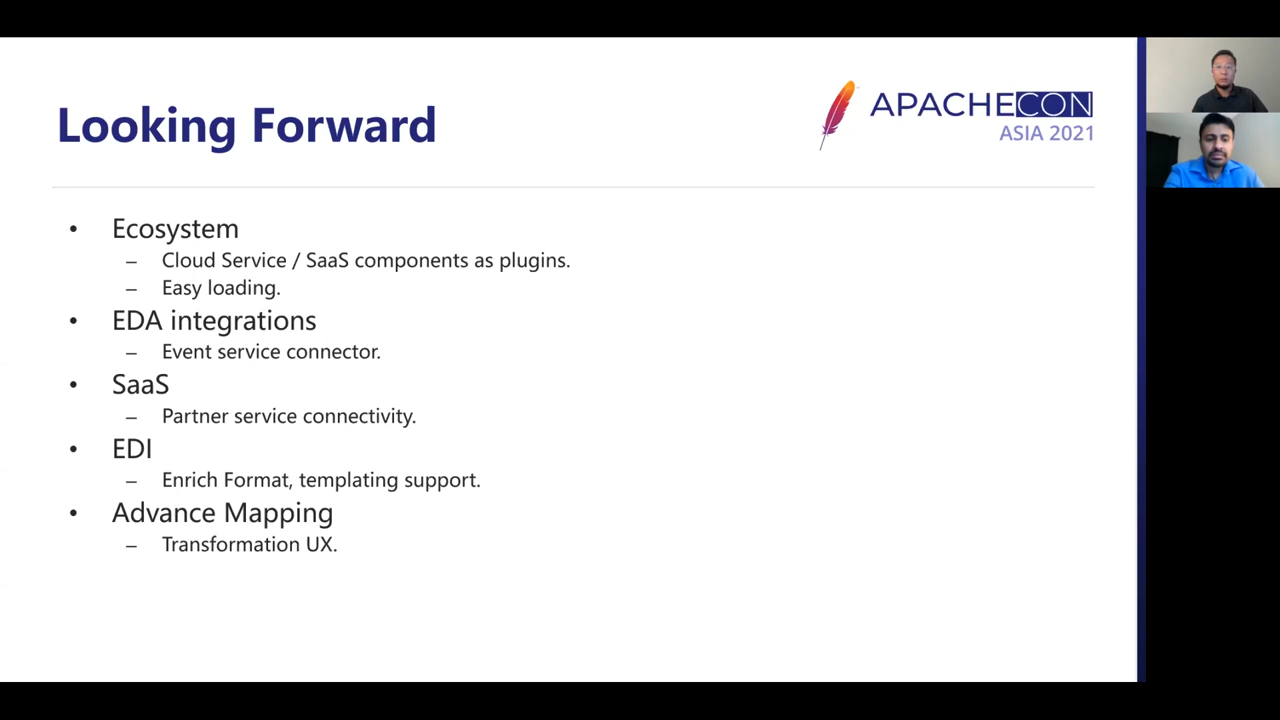 Looking Forward
APACHECON
ASIA 2021
• Ecosystem
– Cloud Service / SaaS components as plugins.
– Easy loading.
• EDA integrations
– Event service connector.
• SaaS
– Partner service connectivity.
• EDI
– Enrich Format, templating support.
• Advance Mapping
– Transformation UX.